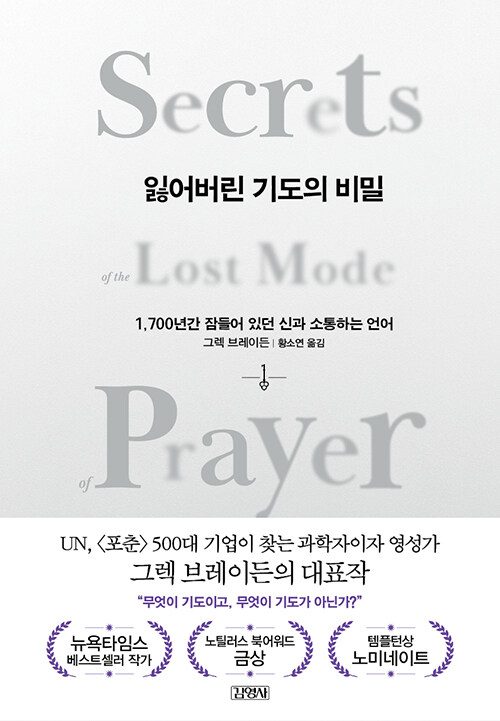 Secrets
잃어버린 기도의 비밀
of the Lost Mode
1,700년간 잠들어 있던 신과 소통하는 언어
그렉 브레이든 | 황소연 옮김
of Prayer
UN, 〈포춘〉 500대 기업이 찾는 과학자이자 영성가
그렉 브레이든의 대표작
“무엇이 기도이고, 무엇이 기도가 아닌가?”
뉴욕타임스
베스트셀러 작가
노틸러스 북어워드
금상
템플턴상
노미네이트
김영사